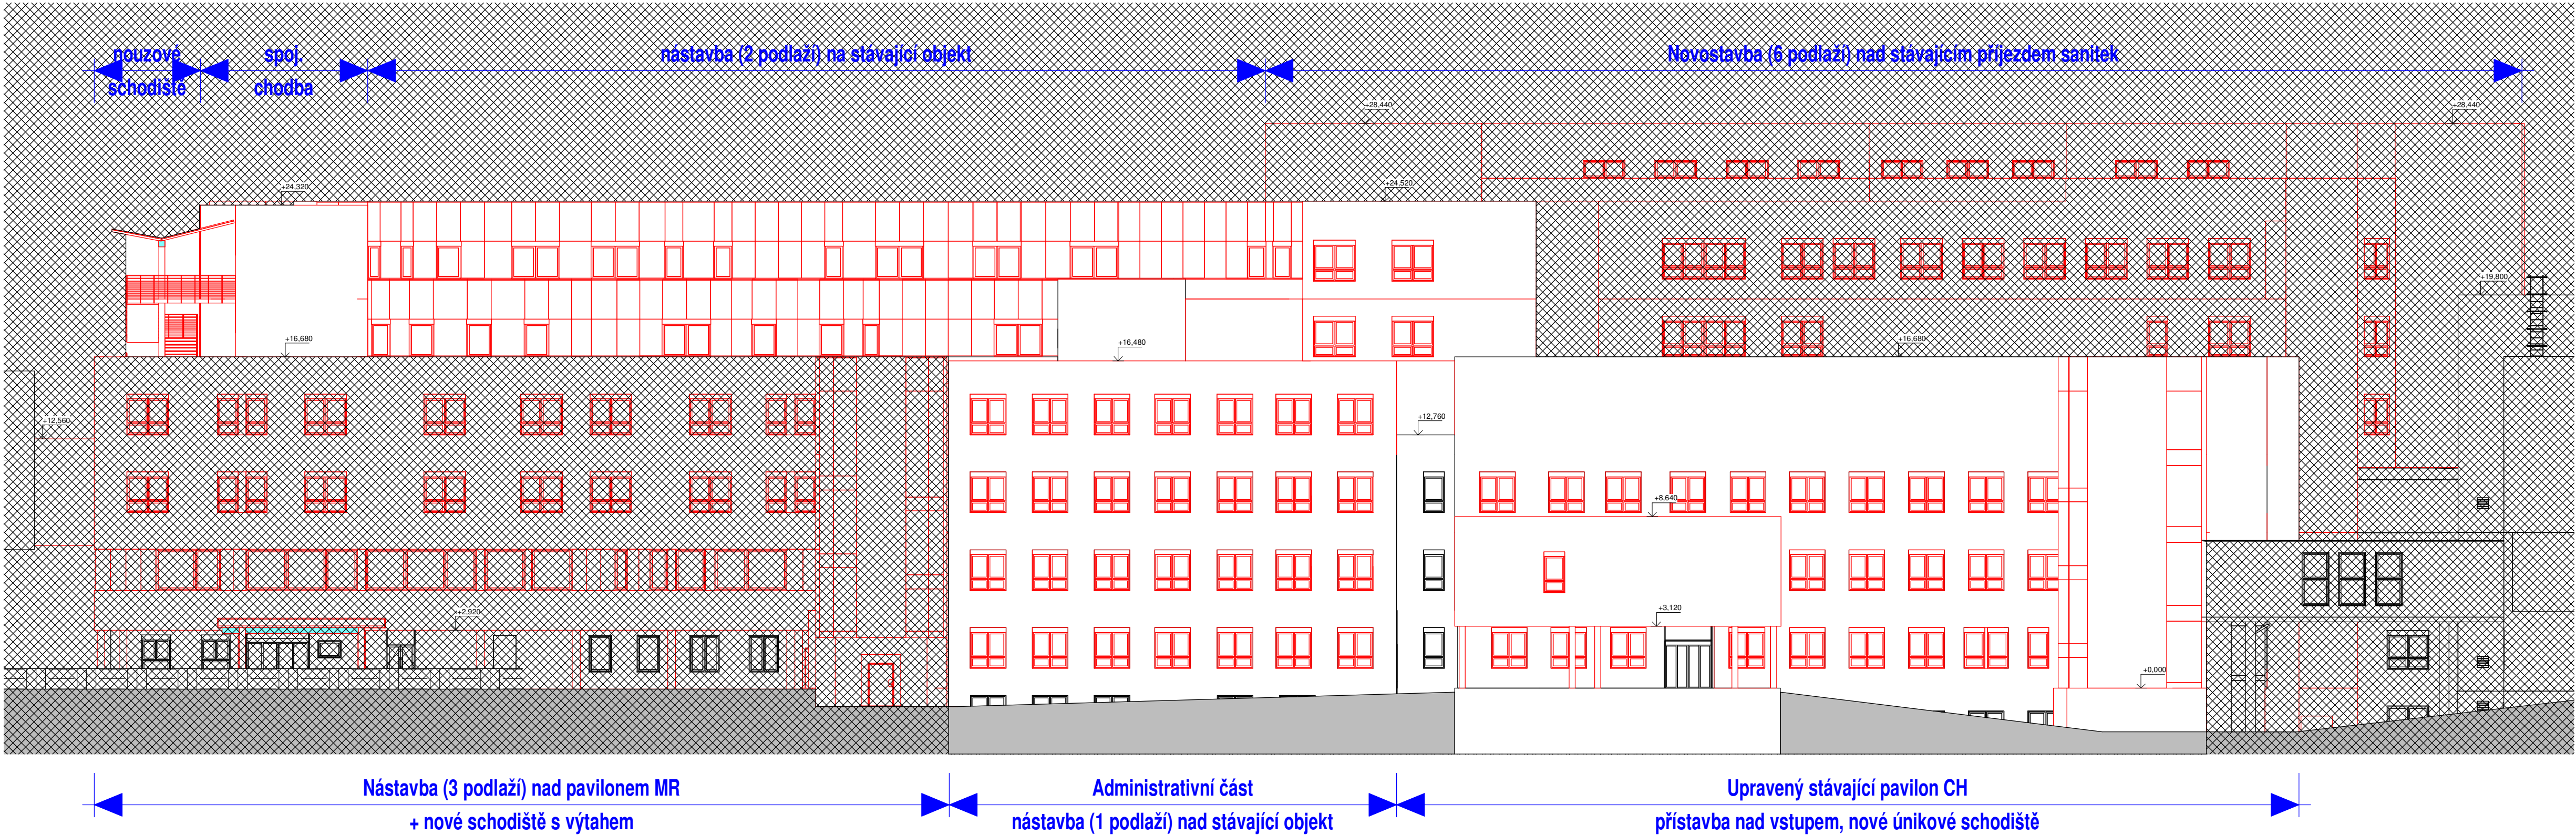 nouzové
schodiště
spoj.
chodba
nástavba (2 podlaží) na stávající objekt
Novostavba (6 podlaží) nad stávajícím příjezdem sanitek
+28,440
+28,440
+24,320
+24,520
+19,800
+16,680
+16,480
+16,680
+12,560
+12,760
+8,640
+2,920
+3,120
+0,000
Nástavba (3 podlaží) nad pavilonem MR
+ nové schodiště s výtahem
Administrativní část
nástavba (1 podlaží) nad stávající objekt
Upravený stávající pavilon CH
přístavba nad vstupem, nové únikové schodiště